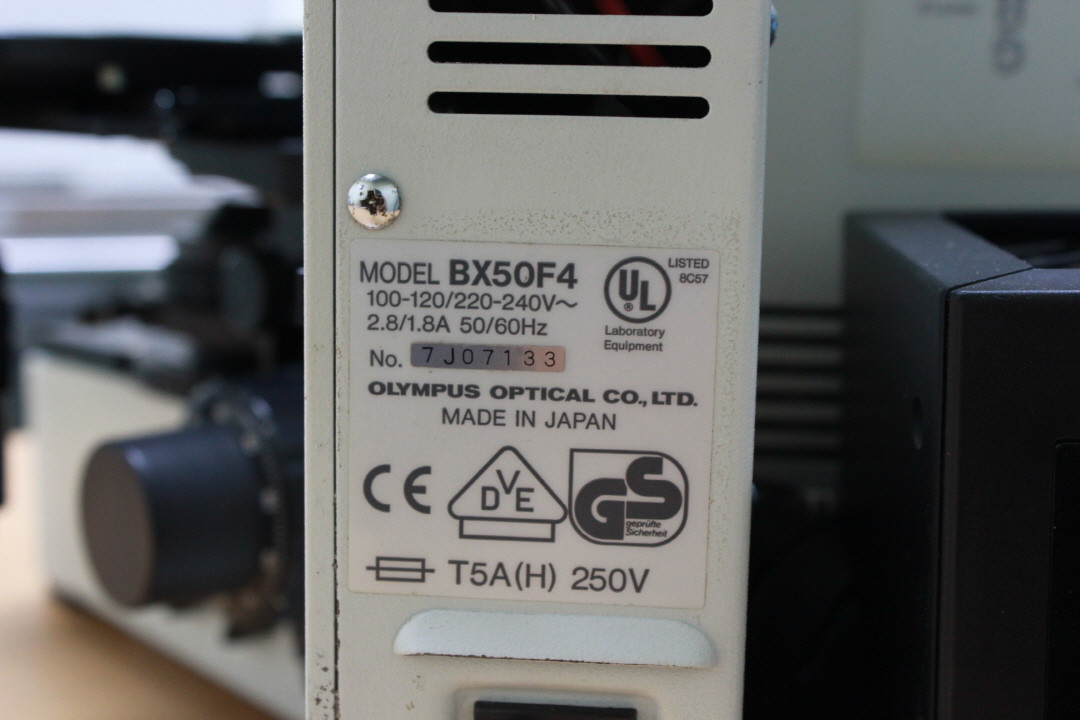 MODEL BX50F4
100-120/220-240V~
2.8/1.8A 50/60Hz
No. 7J07133
UL
®
LISTED
8C57
Laboratory
Equipment
OLYMPUS OPTICAL CO., LTD.
MADE IN JAPAN
CE
DVE
GS
geprüfte
Sicherheit
T5A(H) 250V